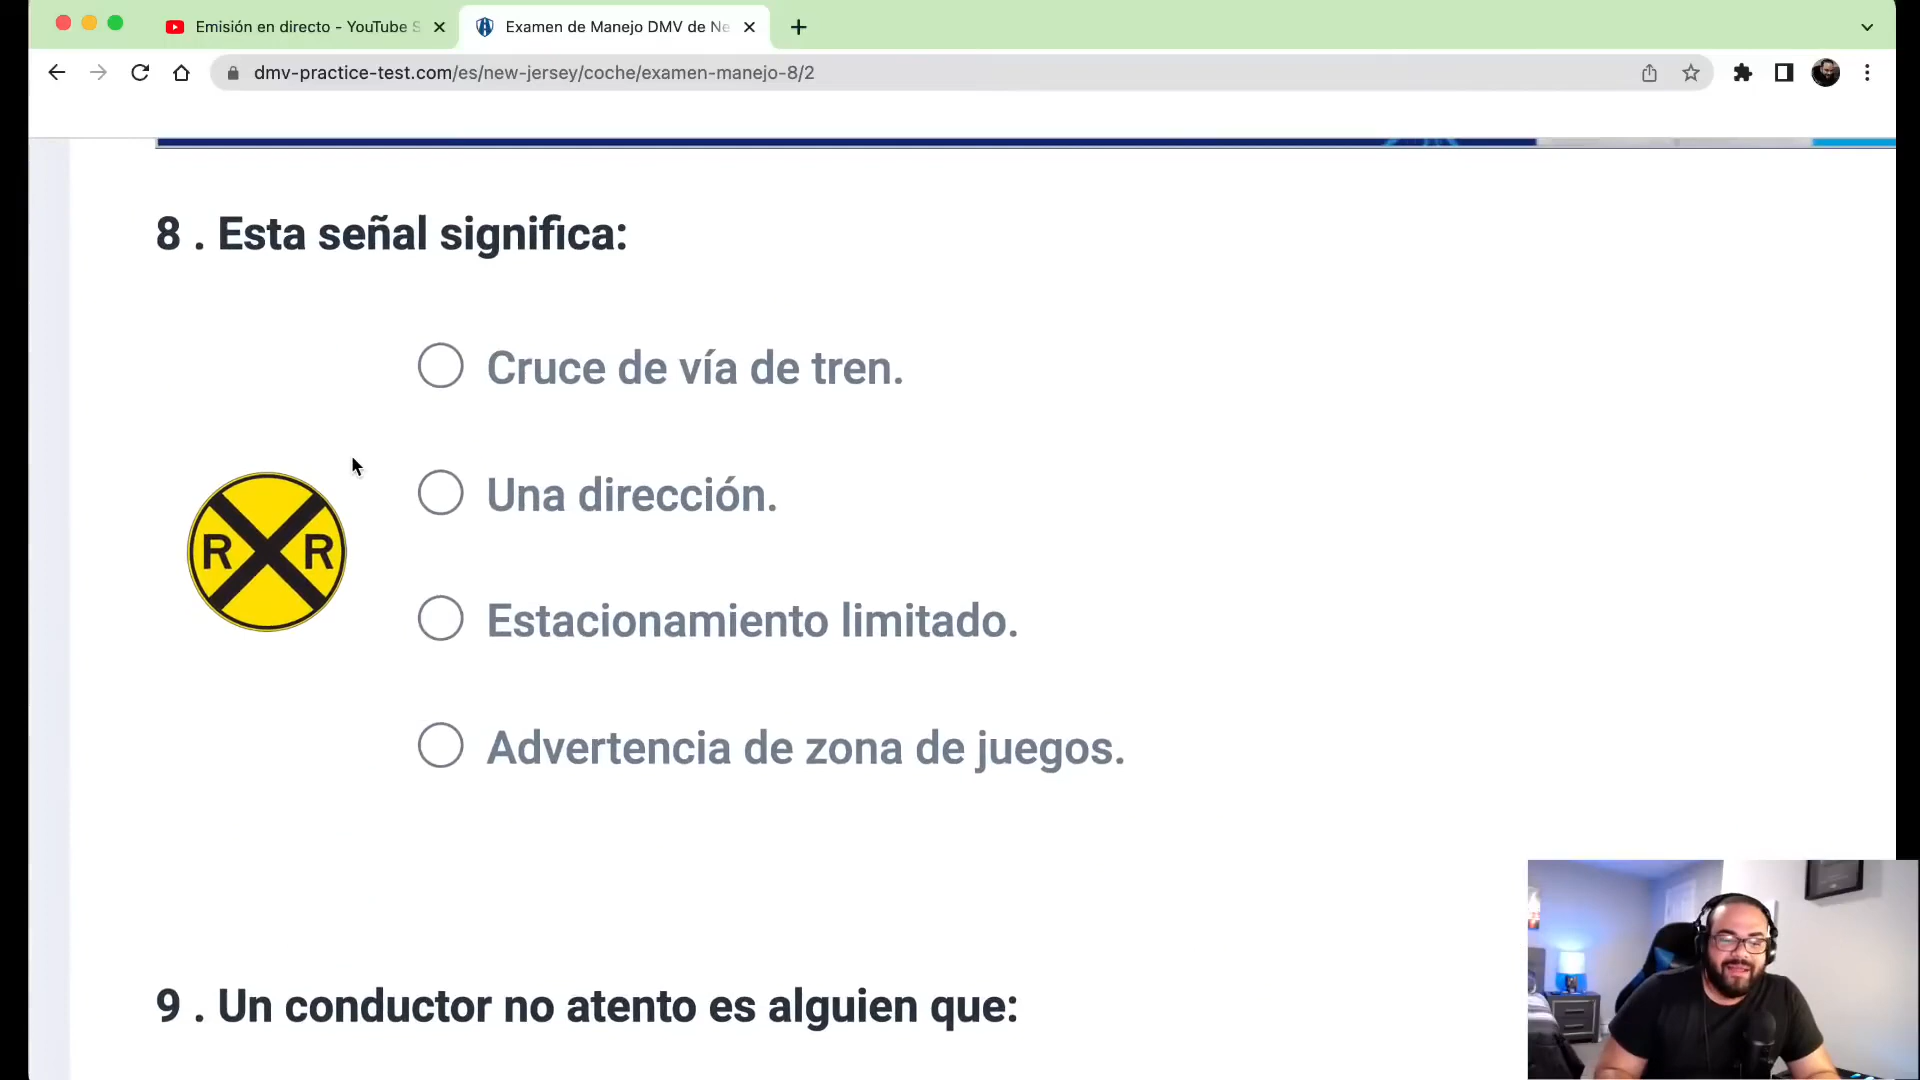 Emisión en directo - YouTube S
Examen de Manejo DMV de Ne
dmv-practice-test.com/es/new-jersey/coche/examen-manejo-8/2
8 . Esta señal significa:
Cruce de vía de tren.
Una dirección.
R R
Estacionamiento limitado.
Advertencia de zona de juegos.
9 . Un conductor no atento es alguien que: